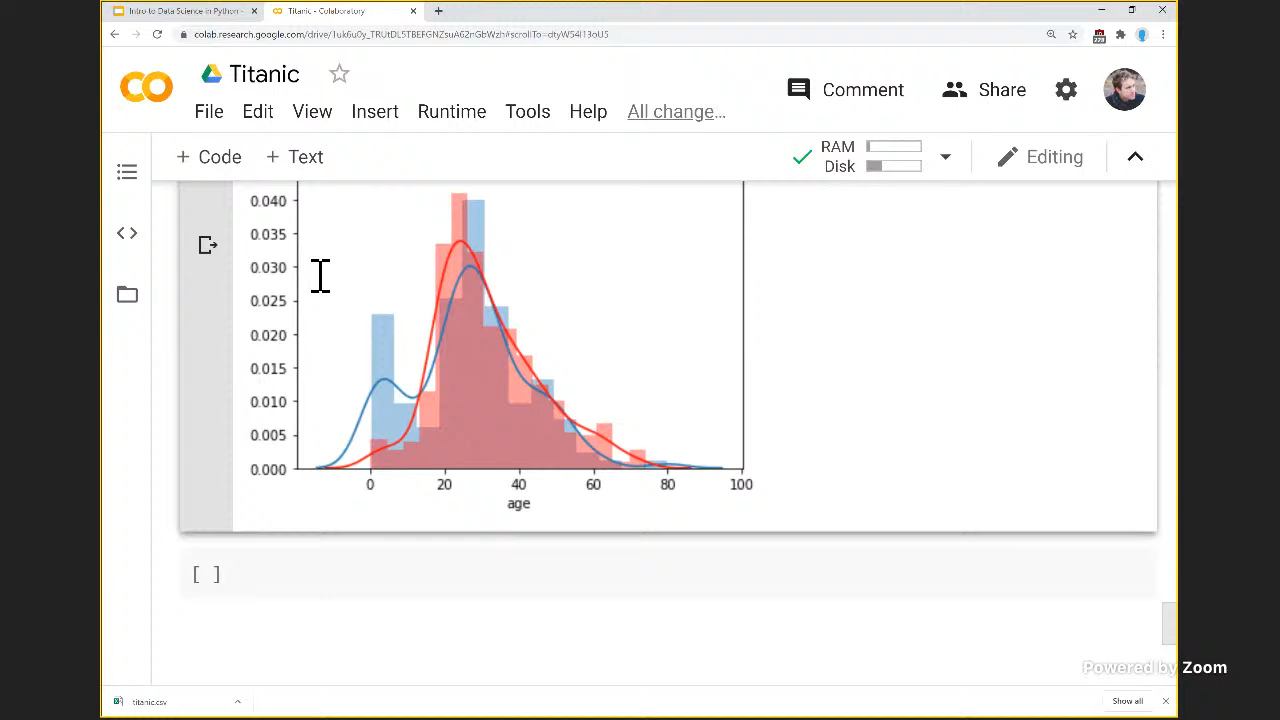 Intro to Data Science in Python -
Titanic - Colaboratory
colab.research.google.com/drive/1uk6u0y_TRUtDL5TBEFGNZsuA62nGbWzh#scrollTo=dtyW54l13oU5
Titanic
Comment
Share
File Edit View Insert Runtime Tools Help All change...
+ Code + Text
RAM
Disk
Editing
0.040
0.035
0.030
0.025
0.020
0.015
0.010
0.005
0.000
0 20 40 60 80 100
age
[ ]
Powered by Zoom
titanic.csv
Show all